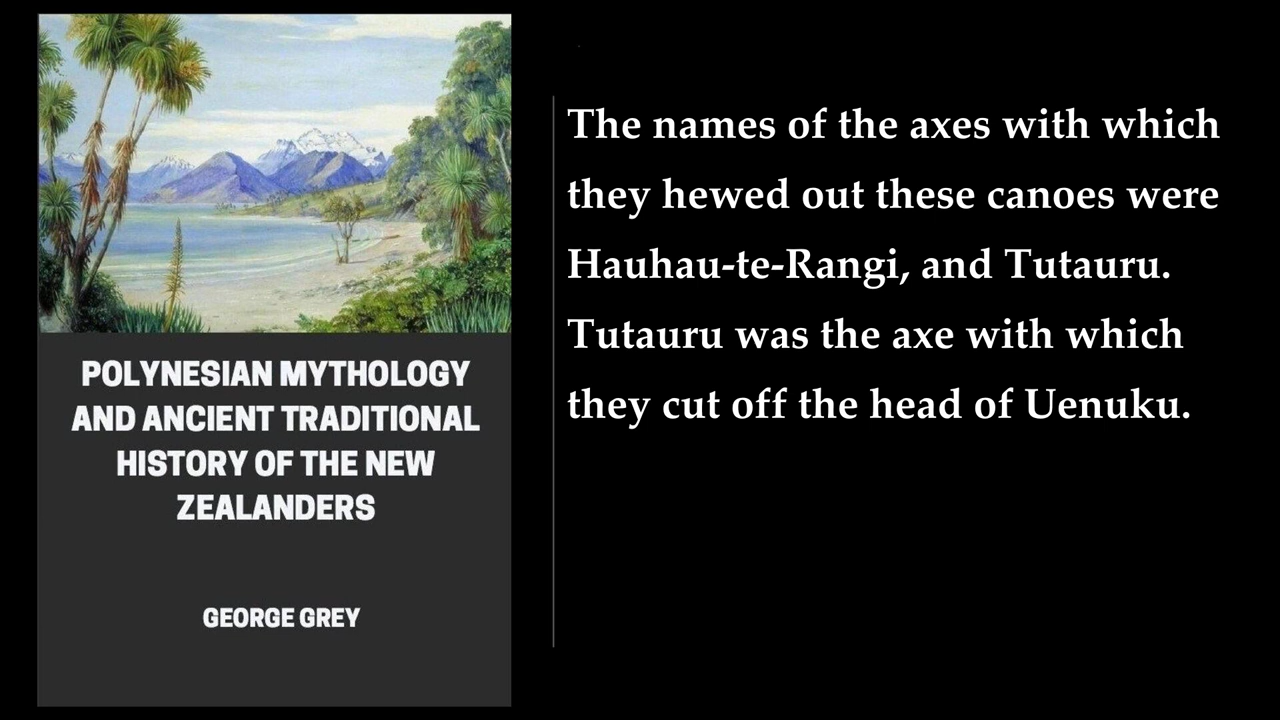 POLYNESIAN MYTHOLOGY
AND ANCIENT TRADITIONAL
HISTORY OF THE NEW
ZEALANDERS
GEORGE GREY
The names of the axes with which
they hewed out these canoes were
Hauhau-te-Rangi, and Tutauru.
Tutauru was the axe with which
they cut off the head of Uenuku.